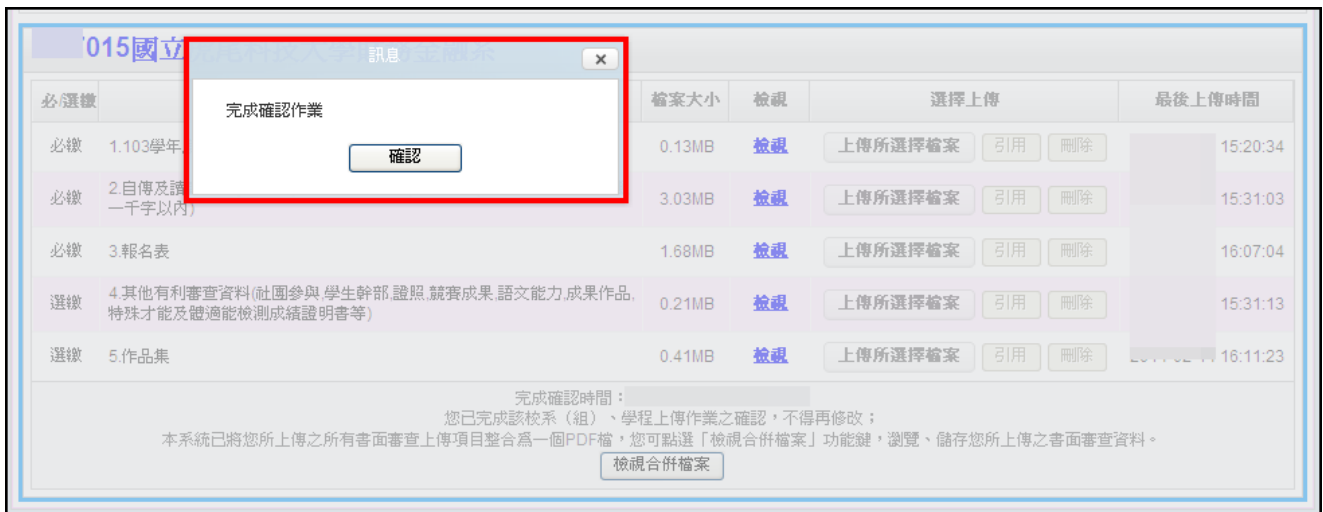 015國立
訊息
完成確認作業
確認
必/選繳 檔案大小 檢視 選擇上傳 最後上傳時間
必繳 1.103學年 0.13MB 檢視 上傳所選擇檔案 引用 刪除 15:20:34
必繳 2.自傳及讀
一千字以內) 3.03MB 檢視 上傳所選擇檔案 引用 刪除 15:31:03
必繳 3.報名表 1.68MB 檢視 上傳所選擇檔案 引用 刪除 16:07:04
選繳 4.其他有利審查資料(社團參與,學生幹部,證照,競賽成果,語文能力,成果作品,
特殊才能及體適能檢測成績證明書等) 0.21MB 檢視 上傳所選擇檔案 引用 刪除 15:31:13
選繳 5.作品集 0.41MB 檢視 上傳所選擇檔案 引用 刪除 16:11:23
完成確認時間：
您已完成該校系（組）、學程上傳作業之確認，不得再修改；
本系統已將您所上傳之所有書面審查上傳項目整合為一個PDF檔，您可點選「檢視合併檔案」功能鍵，瀏覽、儲存您所上傳之書面審查資料。
檢視合併檔案